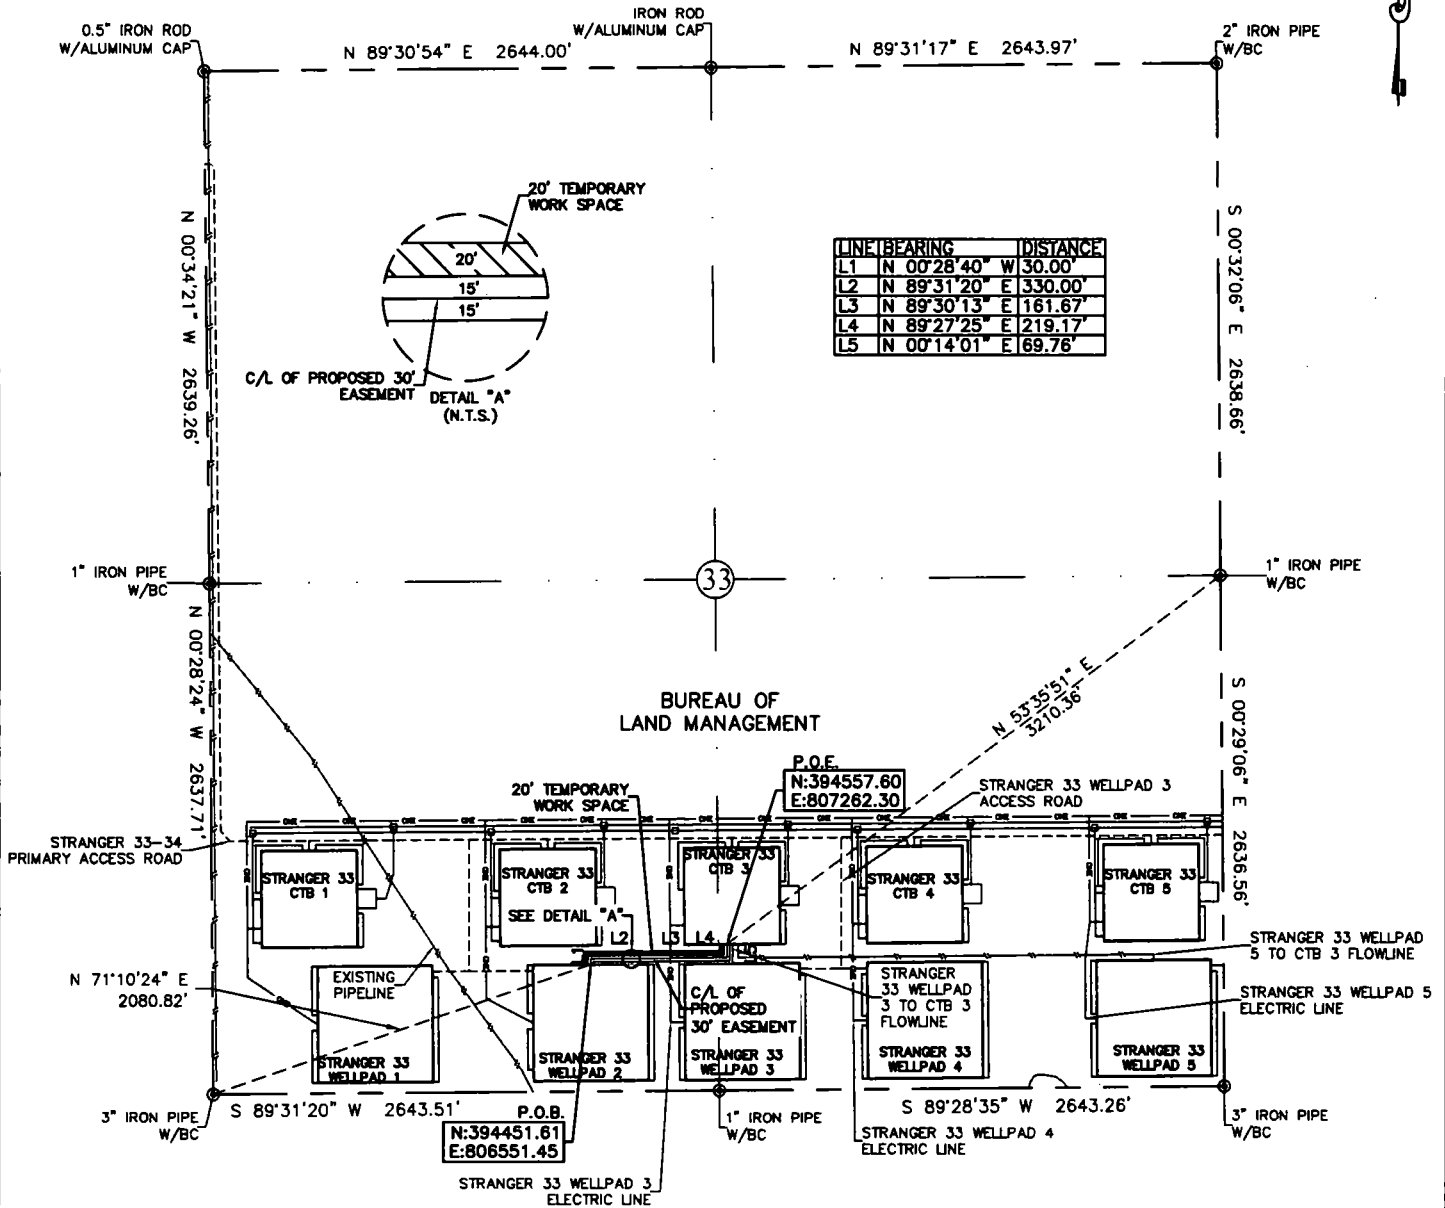 0.5" IRON ROD
W/ALUMINUM CAP
N 89°30'54" E 2644.00'
IRON ROD
W/ALUMINUM CAP
N 89°31'17" E 2643.97'
2" IRON PIPE
W/BC
20' TEMPORARY
WORK SPACE
20'
15'
15'
C/L OF PROPOSED 30'
EASEMENT
DETAIL "A"
(N.T.S.)
LINE BEARING DISTANCE
L1 N 00°28'40" W 30.00'
L2 N 89°31'20" E 330.00'
L3 N 89°30'13" E 161.67'
L4 N 89°27'25" E 219.17'
L5 N 00°14'01" E 69.76'
N 00°34'21" W 2639.26'
S 00°32'06" E 2638.66'
1" IRON PIPE
W/BC
33
1" IRON PIPE
W/BC
N 00°28'24" W 2637.71'
BUREAU OF
LAND MANAGEMENT
N 53°35'51" E
3210.36'
S 00°29'06" E 2636.56'
P.O.E.
N:394557.60
E:807262.30
20' TEMPORARY
WORK SPACE
STRANGER 33 WELLPAD 3
ACCESS ROAD
STRANGER 33-34
PRIMARY ACCESS ROAD
OHE OHE OHE OHE OHE OHE OHE OHE
STRANGER 33
CTB 1
STRANGER 33
CTB 2
STRANGER 33
CTB 3
STRANGER 33
CTB 4
STRANGER 33
CTB 5
SEE DETAIL "A"
L2
L3
L4
STRANGER 33 WELLPAD
5 TO CTB 3 FLOWLINE
N 71°10'24" E
2080.82'
EXISTING
PIPELINE
C/L OF
PROPOSED
30' EASEMENT
STRANGER
33 WELLPAD
3 TO CTB 3
FLOWLINE
STRANGER 33 WELLPAD 5
ELECTRIC LINE
STRANGER 33
WELLPAD 1
STRANGER 33
WELLPAD 2
STRANGER 33
WELLPAD 3
STRANGER 33
WELLPAD 4
STRANGER 33
WELLPAD 5
3" IRON PIPE
W/BC
S 89°31'20" W 2643.51'
P.O.B.
N:394451.61
E:806551.45
1" IRON PIPE
W/BC
S 89°28'35" W 2643.26'
3" IRON PIPE
W/BC
STRANGER 33 WELLPAD 4
ELECTRIC LINE
STRANGER 33 WELLPAD 3
ELECTRIC LINE